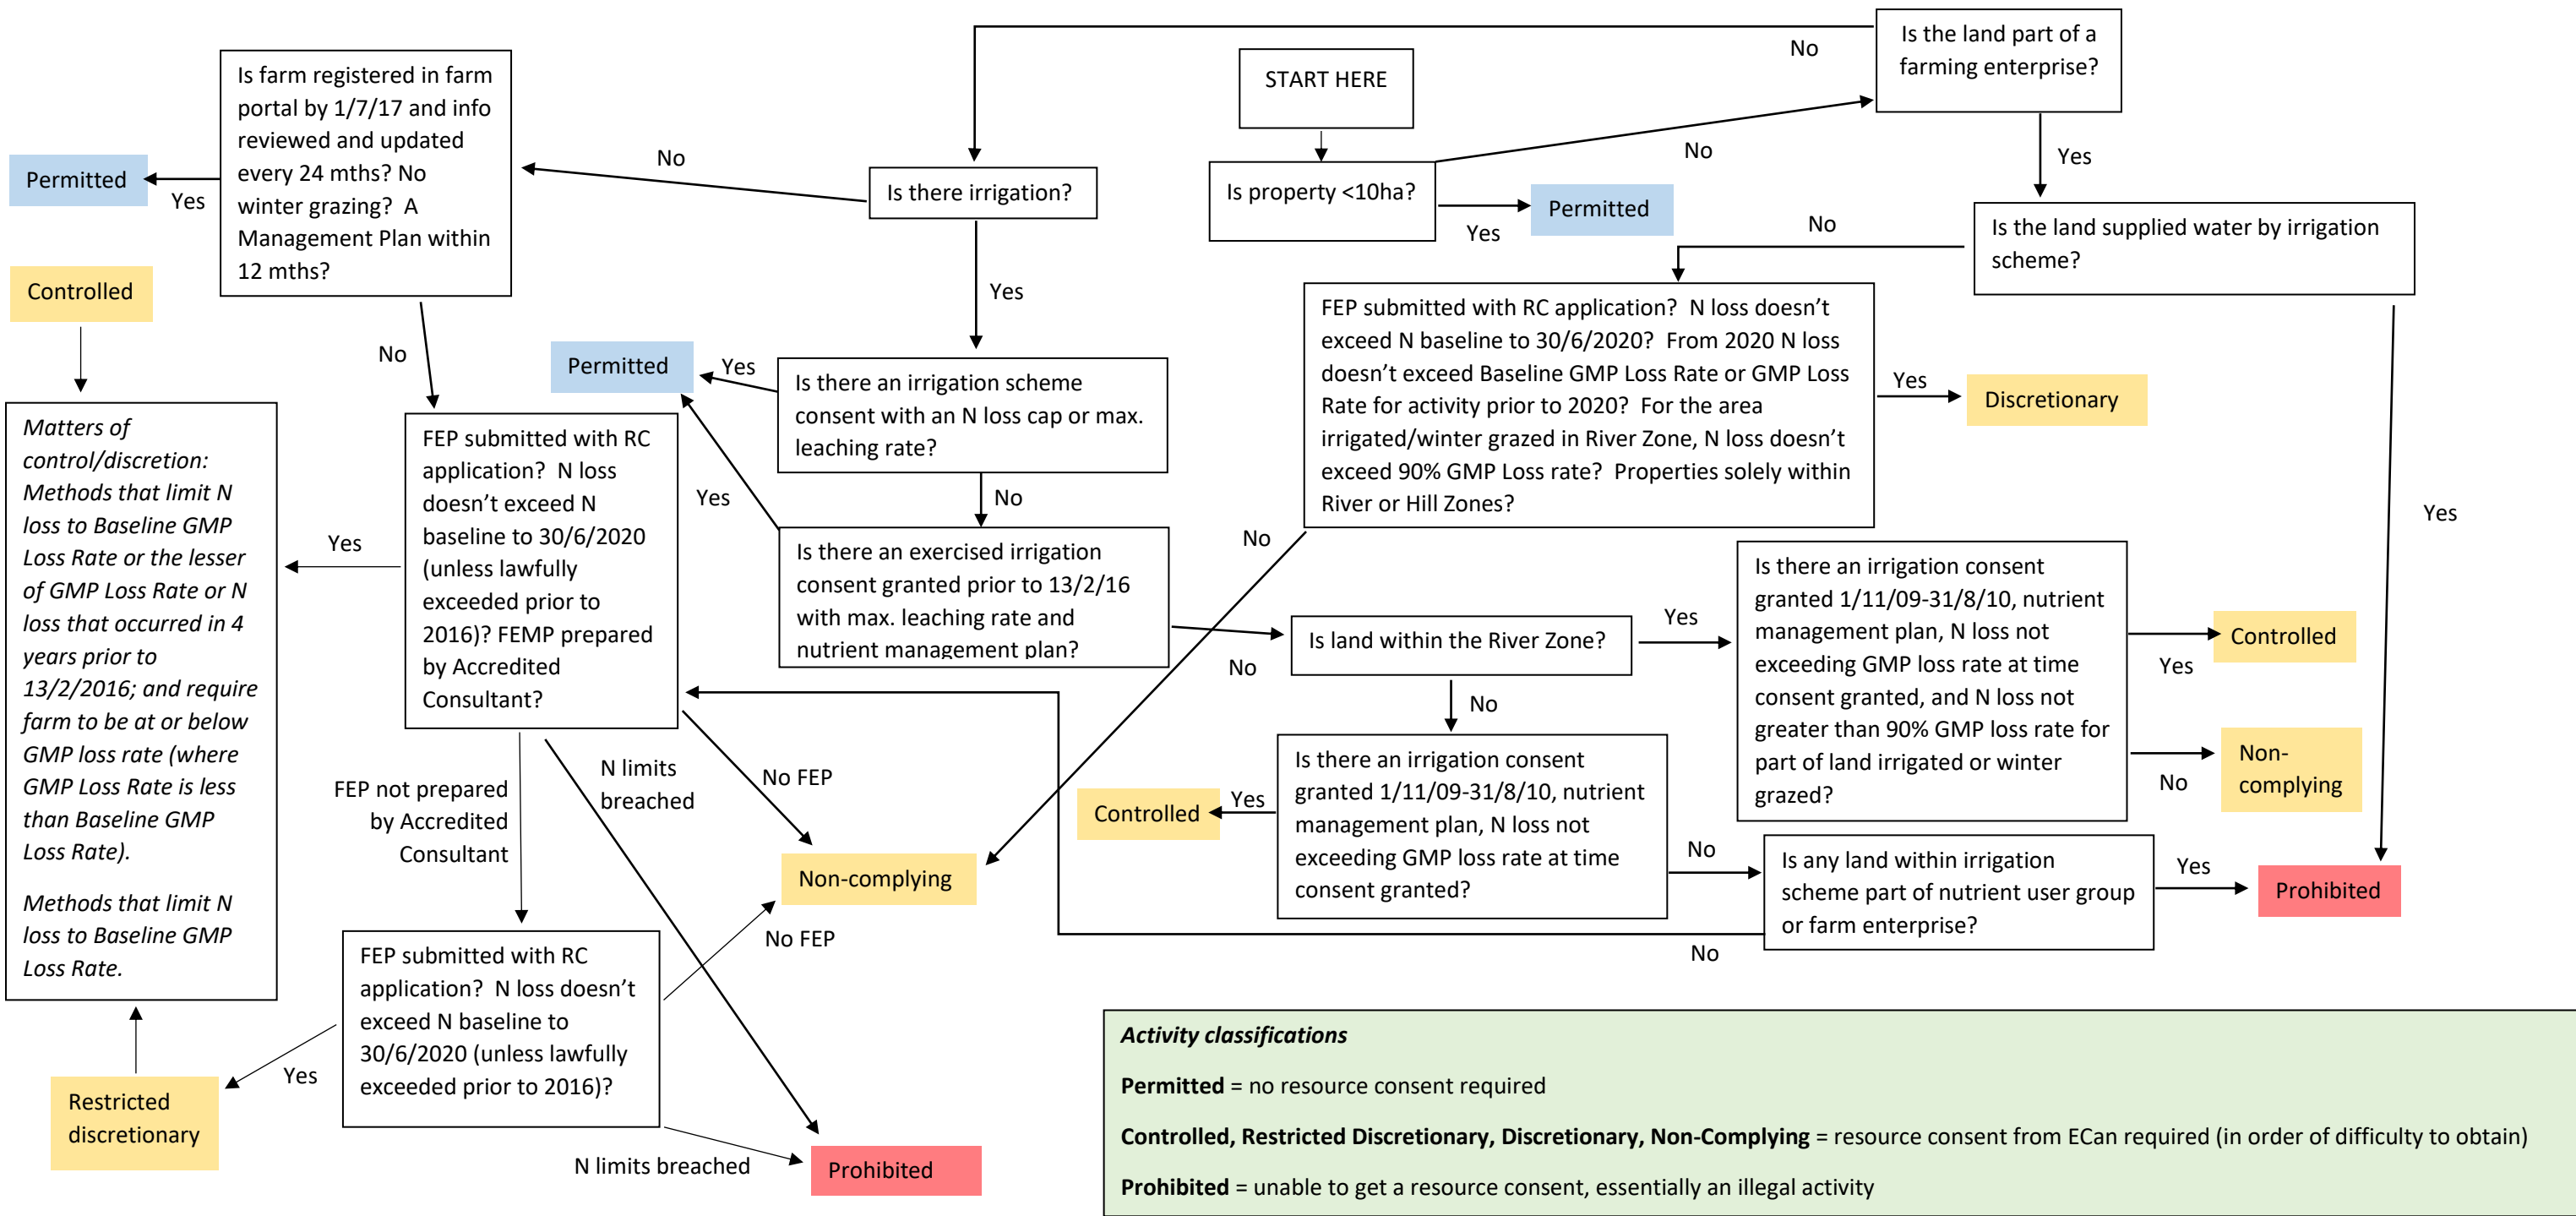 START HERE
Is property <10ha?
Yes
Permitted
No
Is the land part of a
farming enterprise?
No
Yes
Is the land supplied water by irrigation
scheme?
No
Yes
FEP submitted with RC application?  N loss doesn’t
exceed N baseline to 30/6/2020?  From 2020 N loss
doesn’t exceed Baseline GMP Loss Rate or GMP Loss
Rate for activity prior to 2020?  For the area
irrigated/winter grazed in River Zone, N loss doesn’t
exceed 90% GMP Loss rate?  Properties solely within
River or Hill Zones?
Yes
Discretionary
No
Is there irrigation?
No
Yes
Is farm registered in farm
portal by 1/7/17 and info
reviewed and updated
every 24 mths? No
winter grazing?  A
Management Plan within
12 mths?
Yes
Permitted
No
Controlled
Matters of
control/discretion:
Methods that limit N
loss to Baseline GMP
Loss Rate or the lesser
of GMP Loss Rate or N
loss that occurred in 4
years prior to
13/2/2016; and require
farm to be at or below
GMP loss rate (where
GMP Loss Rate is less
than Baseline GMP
Loss Rate).
Methods that limit N
loss to Baseline GMP
Loss Rate.
FEP submitted with RC
application?  N loss
doesn’t exceed N
baseline to 30/6/2020
(unless lawfully
exceeded prior to
2016)? FEMP prepared
by Accredited
Consultant?
Yes
FEP not prepared
by Accredited
Consultant
N limits
breached
No FEP
Permitted
Yes
Is there an irrigation scheme
consent with an N loss cap or max.
leaching rate?
No
Yes
Is there an exercised irrigation
consent granted prior to 13/2/16
with max. leaching rate and
nutrient management plan?
No
Is land within the River Zone?
Yes
No
Is there an irrigation consent
granted 1/11/09-31/8/10, nutrient
management plan, N loss not
exceeding GMP loss rate at time
consent granted, and N loss not
greater than 90% GMP loss rate for
part of land irrigated or winter
grazed?
Yes
Controlled
No
Non-
complying
Is there an irrigation consent
granted 1/11/09-31/8/10, nutrient
management plan, N loss not
exceeding GMP loss rate at time
consent granted?
Yes
Controlled
No
Is any land within irrigation
scheme part of nutrient user group
or farm enterprise?
Yes
Prohibited
No
Non-complying
FEP submitted with RC
application?  N loss doesn’t
exceed N baseline to
30/6/2020 (unless lawfully
exceeded prior to 2016)?
No FEP
Yes
Restricted
discretionary
N limits breached
Prohibited
Activity classifications
Permitted = no resource consent required
Controlled, Restricted Discretionary, Discretionary, Non-Complying = resource consent from ECan required (in order of difficulty to obtain)
Prohibited = unable to get a resource consent, essentially an illegal activity